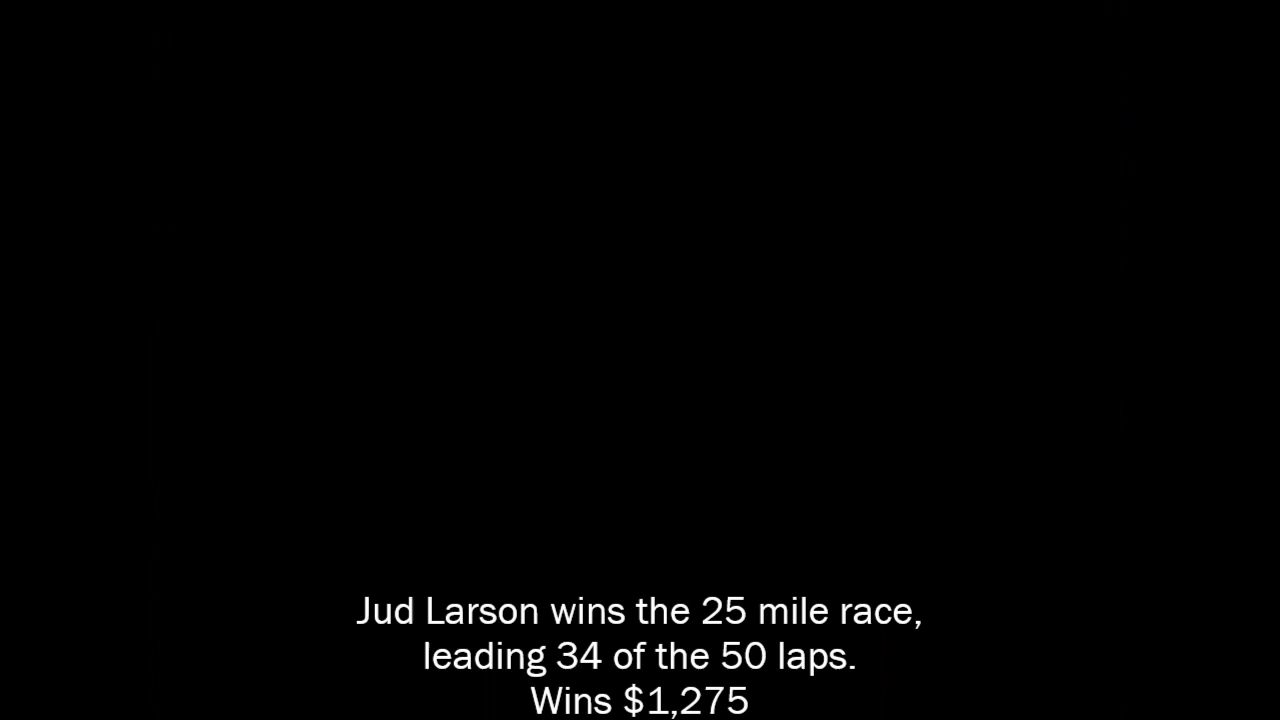 Jud Larson wins the 25 mile race,
leading 34 of the 50 laps.
Wins $1,275